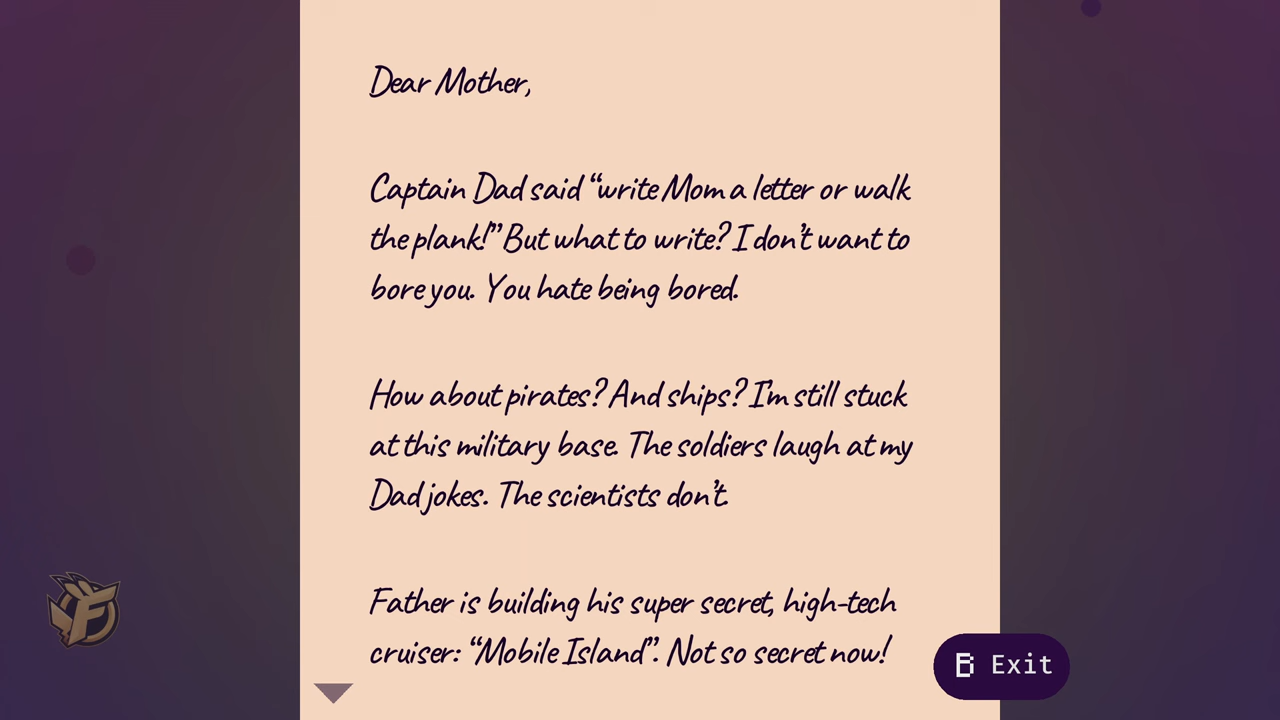 Dear Mother,
Captain Dad said “write Mom a letter or walk
the plank!” But what to write? I don’t want to
bore you. You hate being bored.
How about pirates? And ships? I’m still stuck
at this military base. The soldiers laugh at my
Dad jokes. The scientists don’t.
Father is building his super secret, high-tech
cruiser: “Mobile Island”. Not so secret now!
B Exit
F